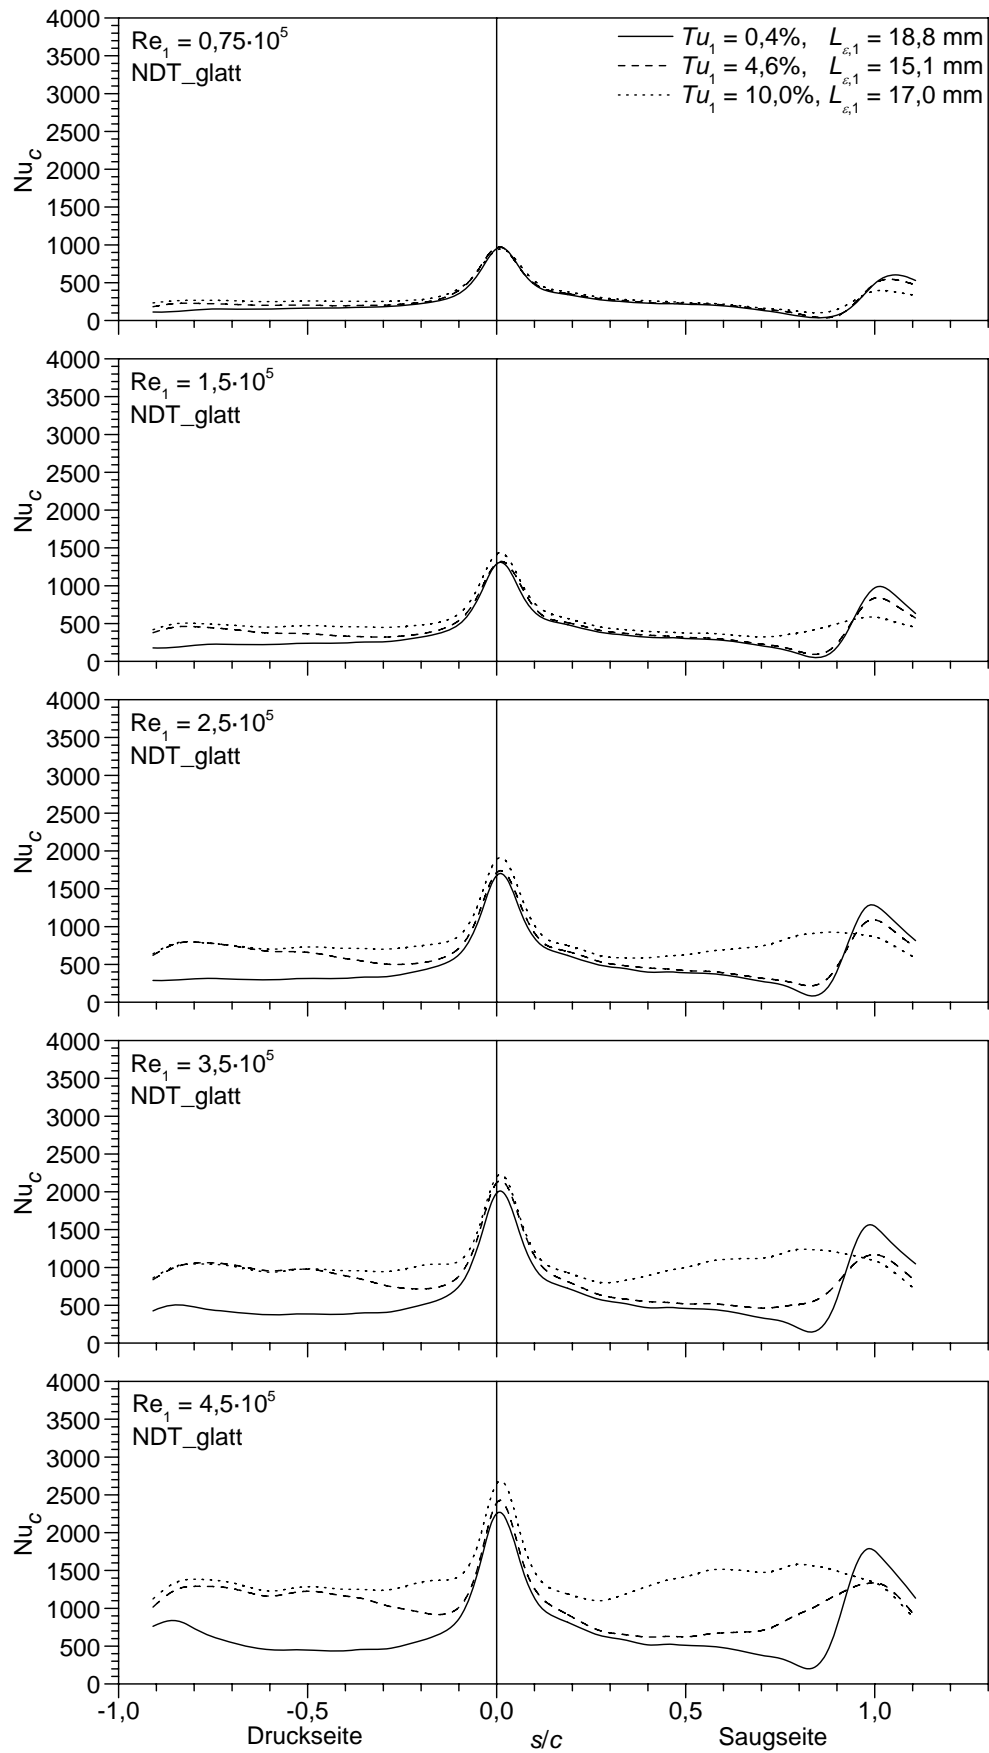 4000
3500
3000
2500
2000
1500
1000
500
0
Nu_c
Re_1 = 0,75·10^5
NDT_glatt
Tu_1 = 0,4%, L_ε,1 = 18,8 mm
Tu_1 = 4,6%, L_ε,1 = 15,1 mm
Tu_1 = 10,0%, L_ε,1 = 17,0 mm
4000
3500
3000
2500
2000
1500
1000
500
0
Nu_c
Re_1 = 1,5·10^5
NDT_glatt
4000
3500
3000
2500
2000
1500
1000
500
0
Nu_c
Re_1 = 2,5·10^5
NDT_glatt
4000
3500
3000
2500
2000
1500
1000
500
0
Nu_c
Re_1 = 3,5·10^5
NDT_glatt
4000
3500
3000
2500
2000
1500
1000
500
0
Nu_c
Re_1 = 4,5·10^5
NDT_glatt
-1,0 -0,5 0,0 0,5 1,0
Druckseite s/c Saugseite